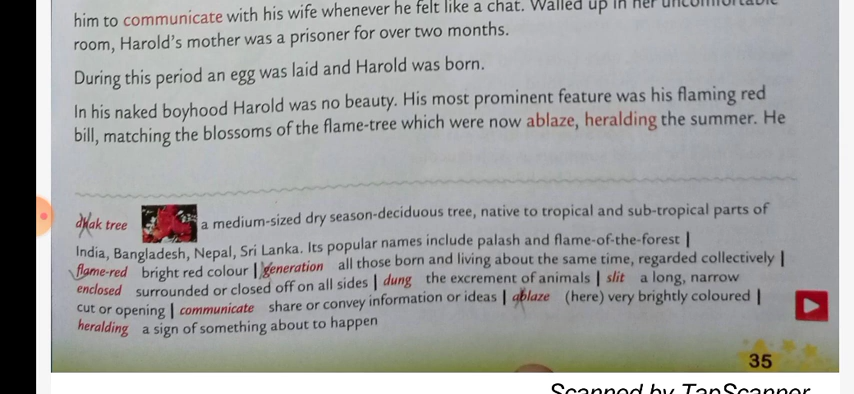 him to communicate with his wife whenever he felt like a chat. Walled up in her uncomfortable
room, Harold's mother was a prisoner for over two months.
During this period an egg was laid and Harold was born.
In his naked boyhood Harold was no beauty. His most prominent feature was his flaming red
bill, matching the blossoms of the flame-tree which were now ablaze, heralding the summer. He
dhak tree a medium-sized dry season-deciduous tree, native to tropical and sub-tropical parts of
India, Bangladesh, Nepal, Sri Lanka. Its popular names include palash and flame-of-the-forest |
flame-red bright red colour | generation all those born and living about the same time, regarded collectively |
enclosed surrounded or closed off on all sides | dung the excrement of animals | slit a long, narrow
cut or opening | communicate share or convey information or ideas | ablaze (here) very brightly coloured |
heralding a sign of something about to happen
35
Scanned by TapScanner